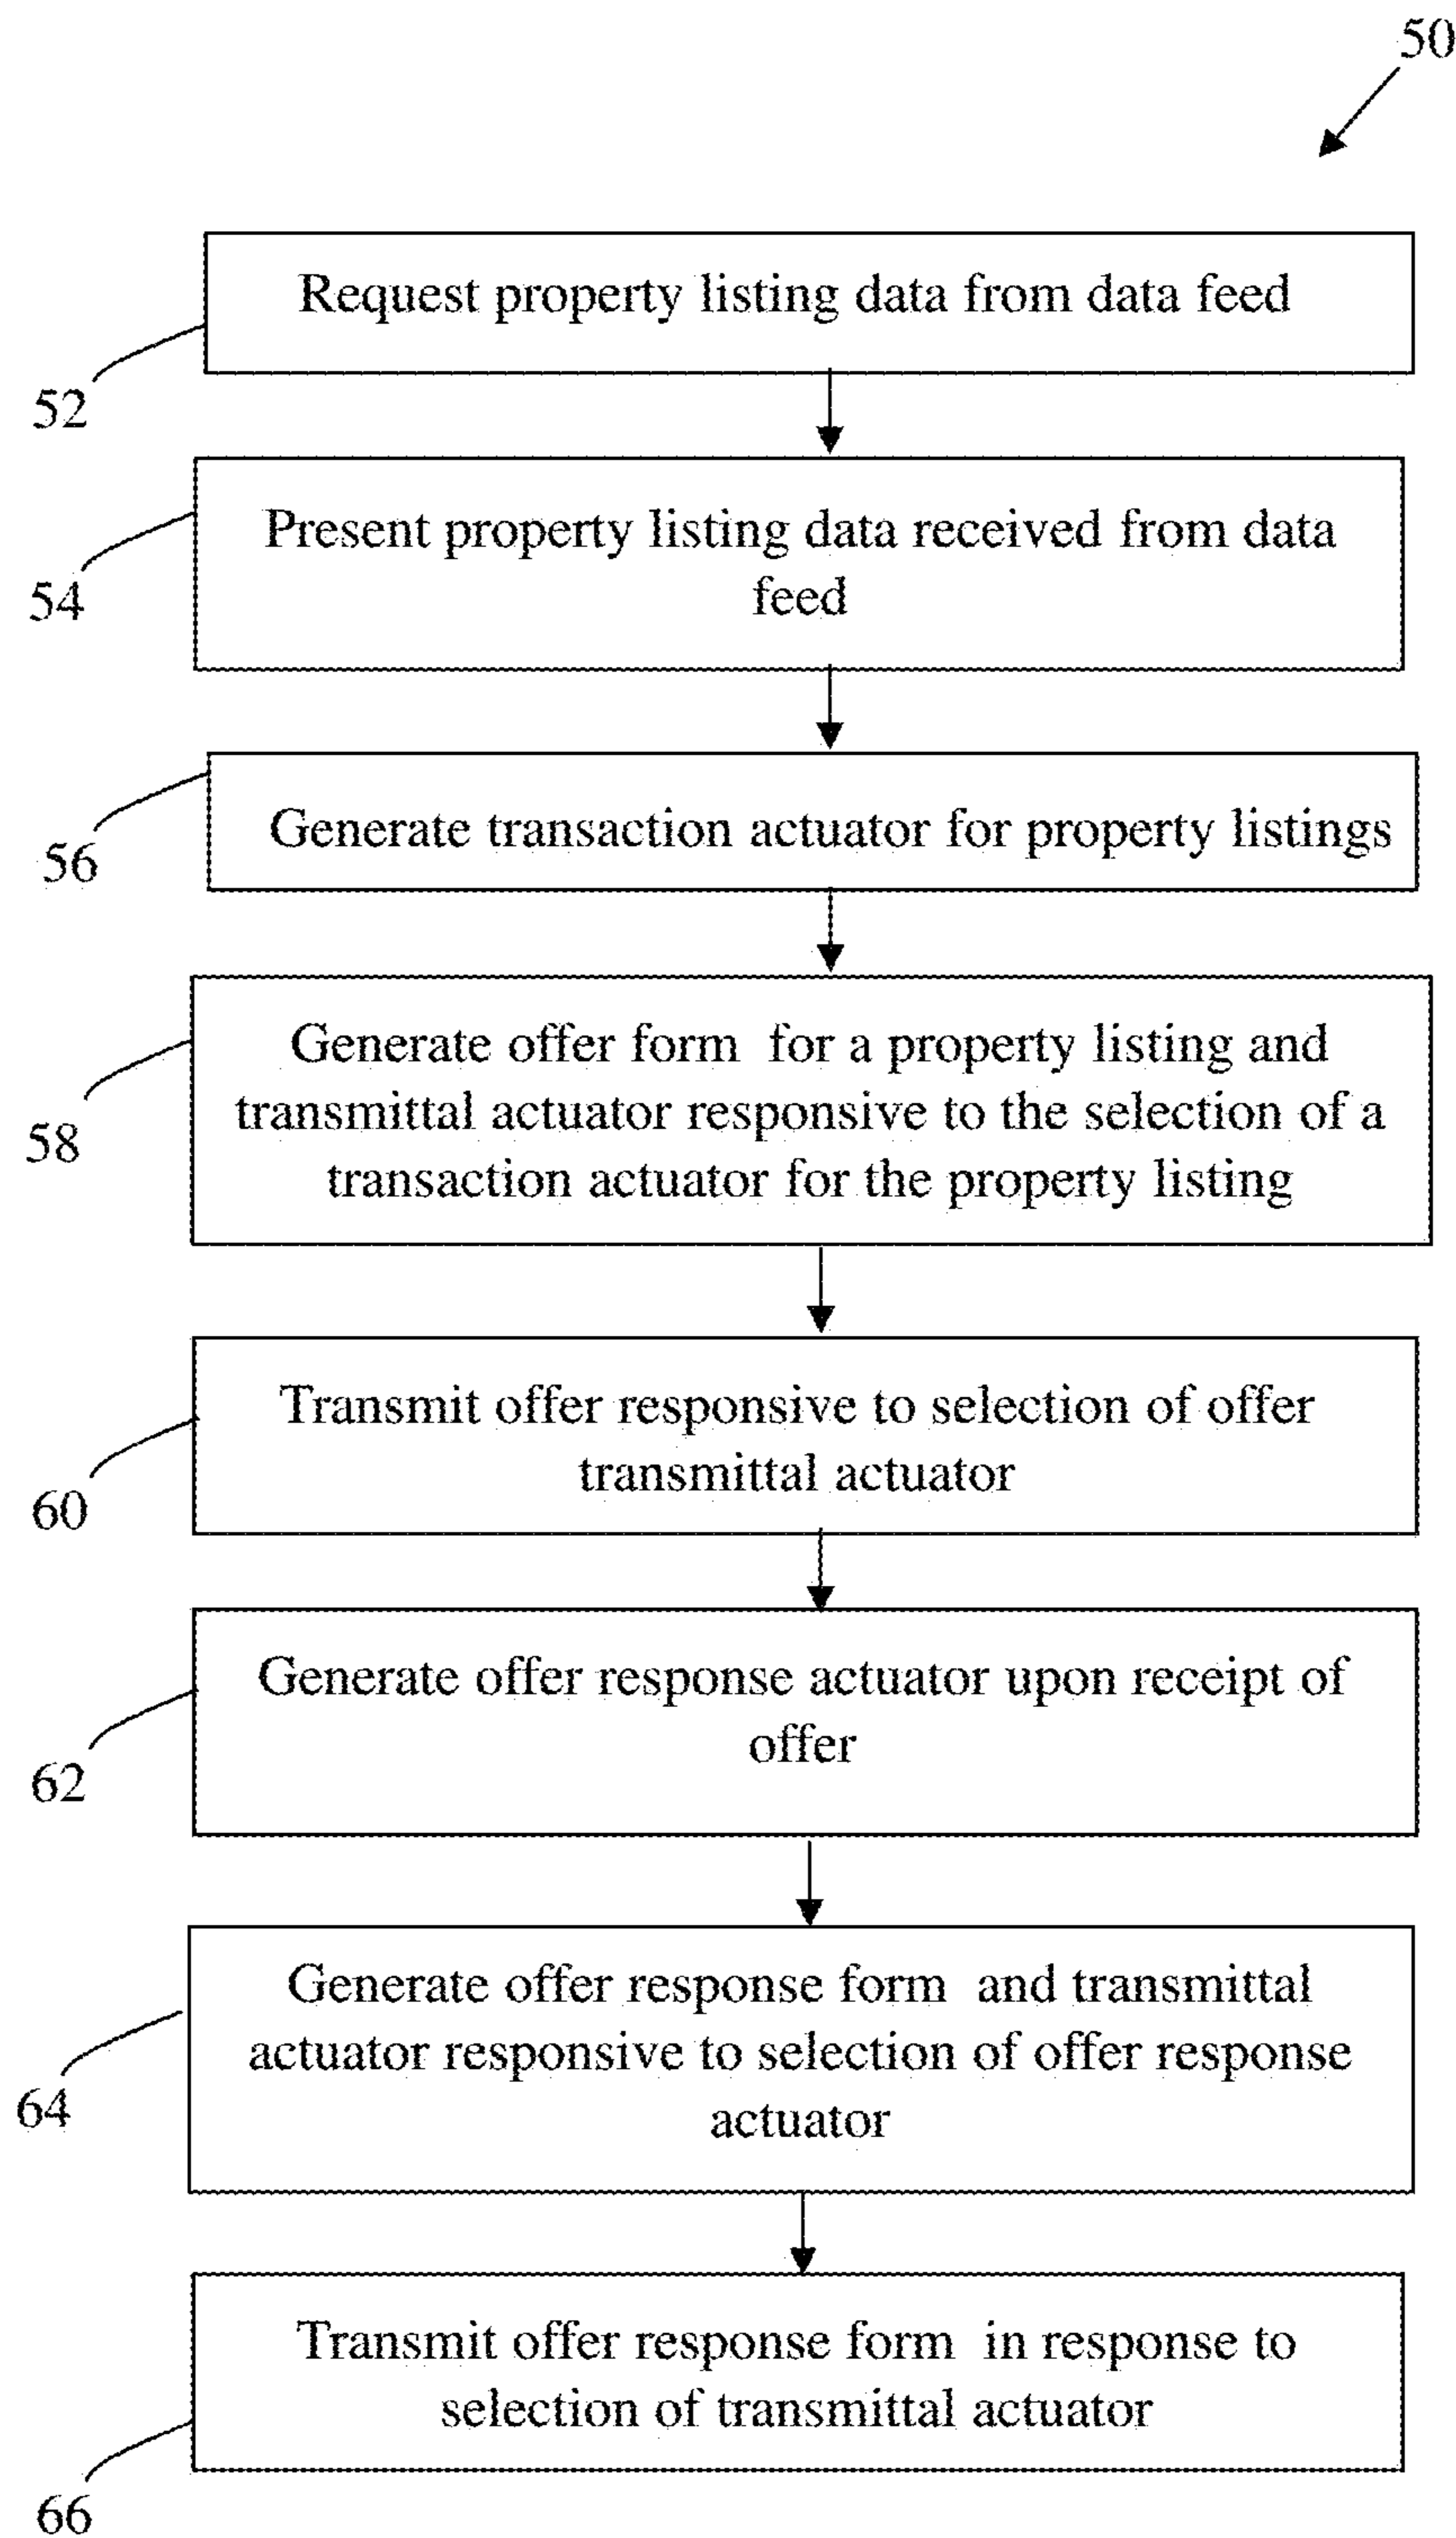 50
Request property listing data from data feed
52
Present property listing data received from data
feed
54
Generate transaction actuator for property listings
56
Generate offer form for a property listing and
transmittal actuator responsive to the selection of a
transaction actuator for the property listing
58
Transmit offer responsive to selection of offer
transmittal actuator
60
Generate offer response actuator upon receipt of
offer
62
Generate offer response form and transmittal
actuator responsive to selection of offer response
actuator
64
Transmit offer response form in response to
selection of transmittal actuator
66